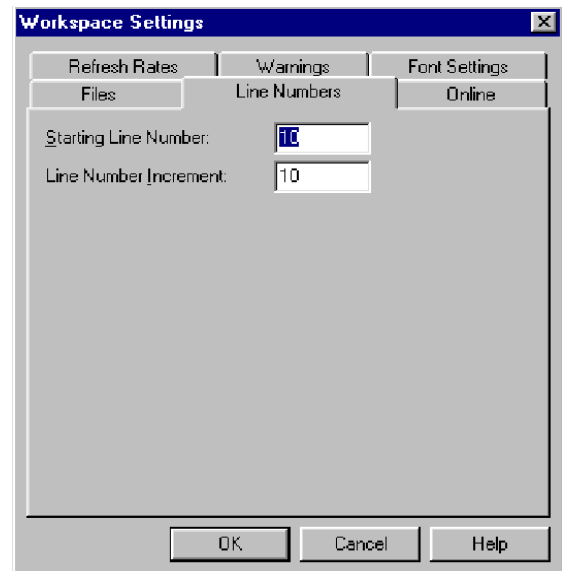 Workspace Settings
Refresh Rates Warnings Font Settings
Files Line Numbers Online
Starting Line Number: 10
Line Number Increment: 10
OK Cancel Help